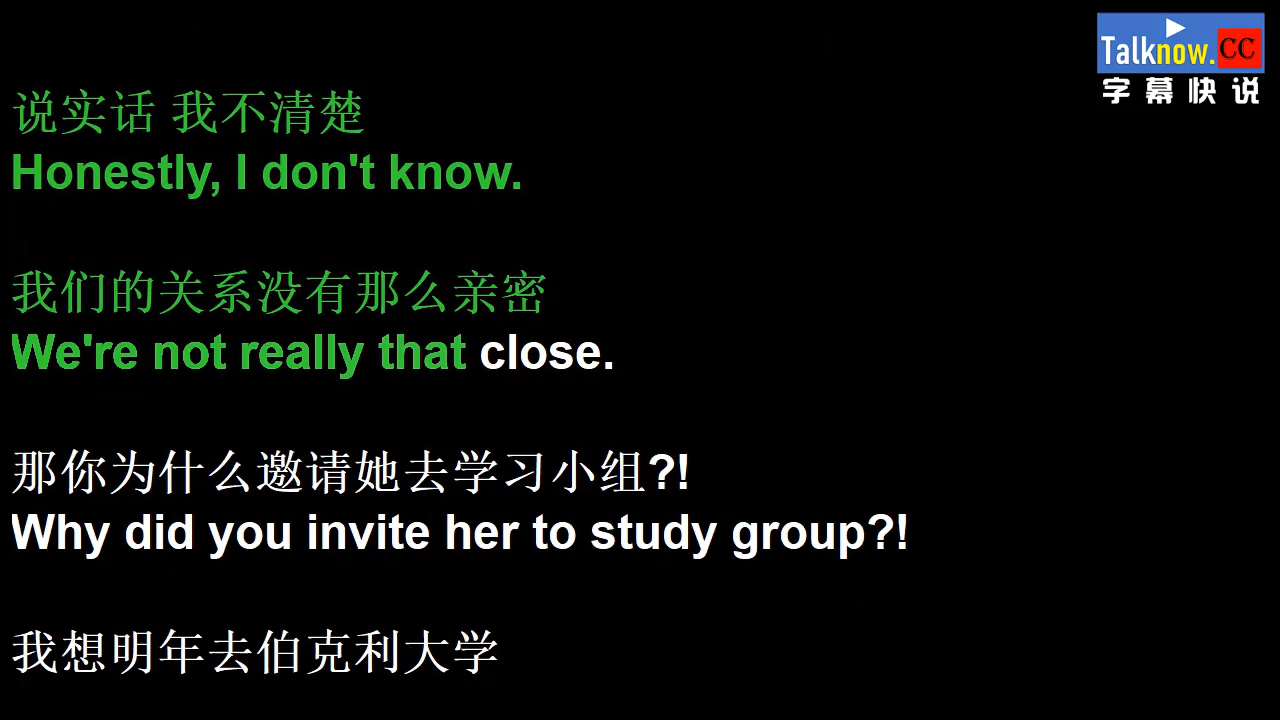 Talknow.CC
字幕快说
说实话 我不清楚
Honestly, I don't know.
我们的关系没有那么亲密
We're not really that close.
那你为什么邀请她去学习小组?!
Why did you invite her to study group?!
我想明年去伯克利大学